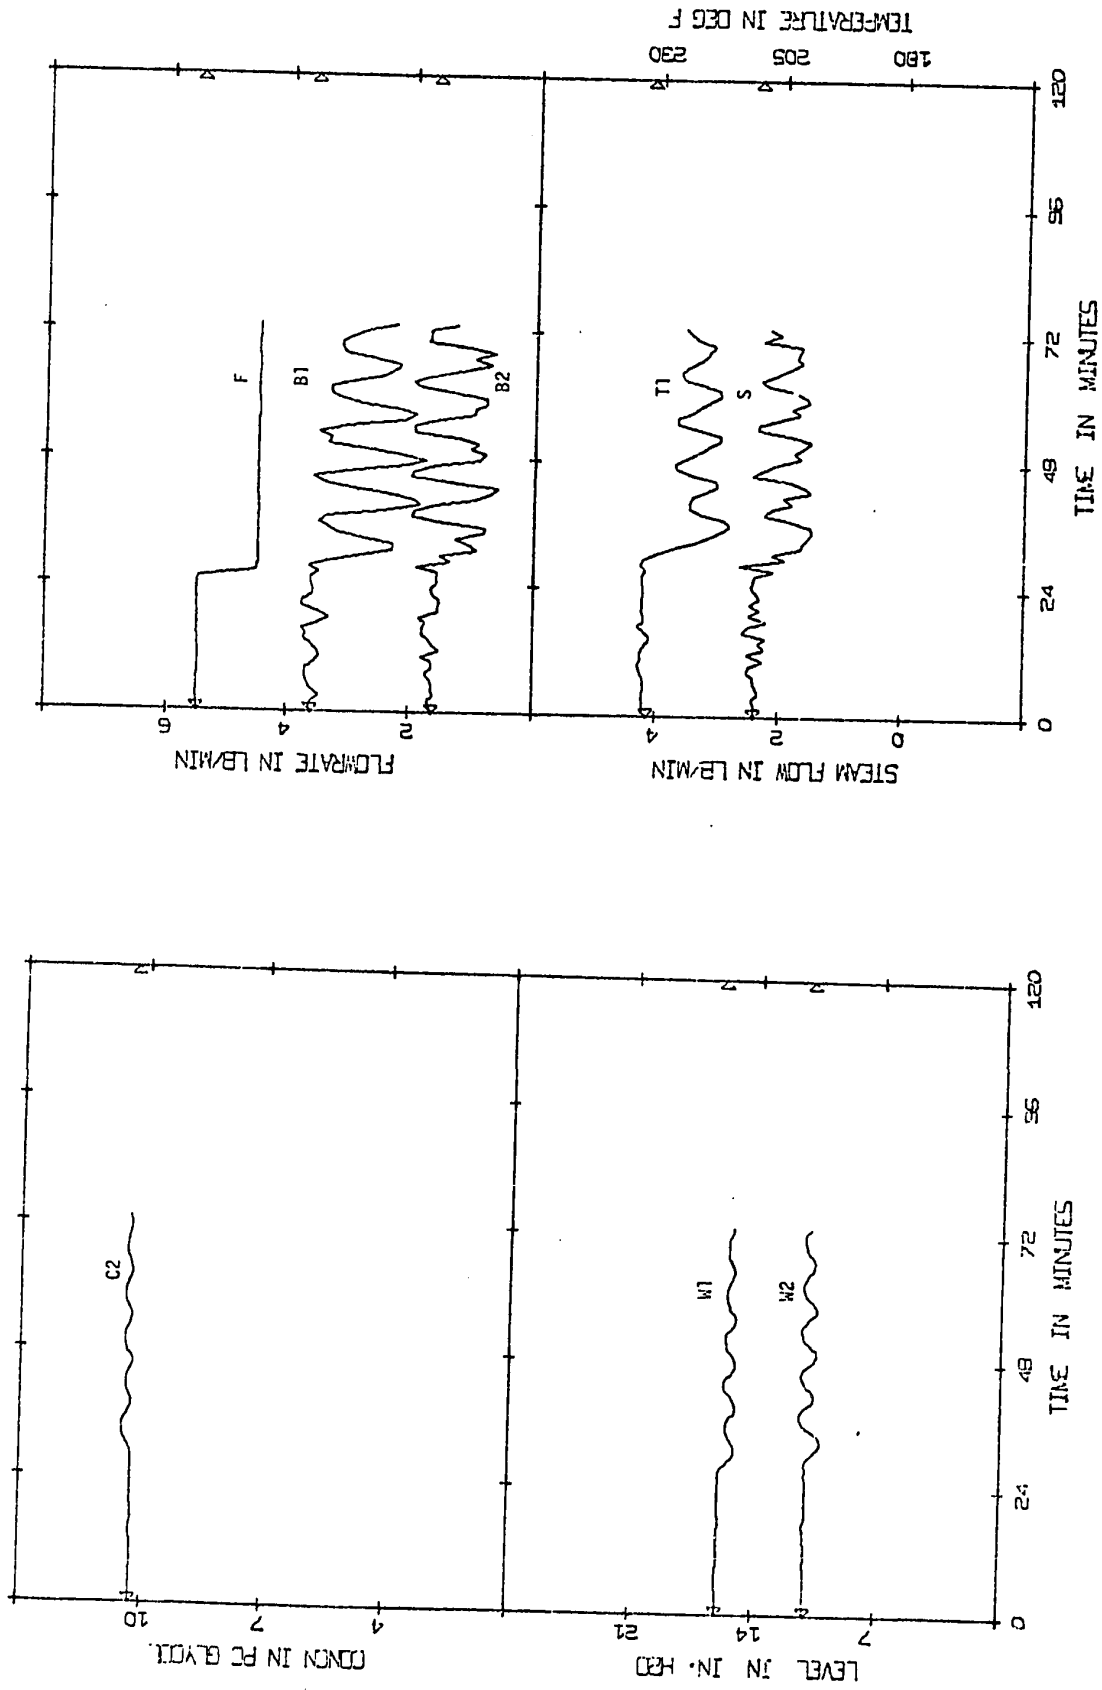 TEMPERATURE IN DEG F
230
205
180
F
B1
B2
T1
S
6
4
2
4
2
0
FLOWRATE IN LB/MIN
STEAM FLOW IN LB/MIN
0
24
48
72
96
120
TIME IN MINUTES
C2
W1
W2
10
7
4
21
14
7
CONCN IN PC GLYCOL
LEVEL IN IN. H2O
0
24
48
72
96
120
TIME IN MINUTES